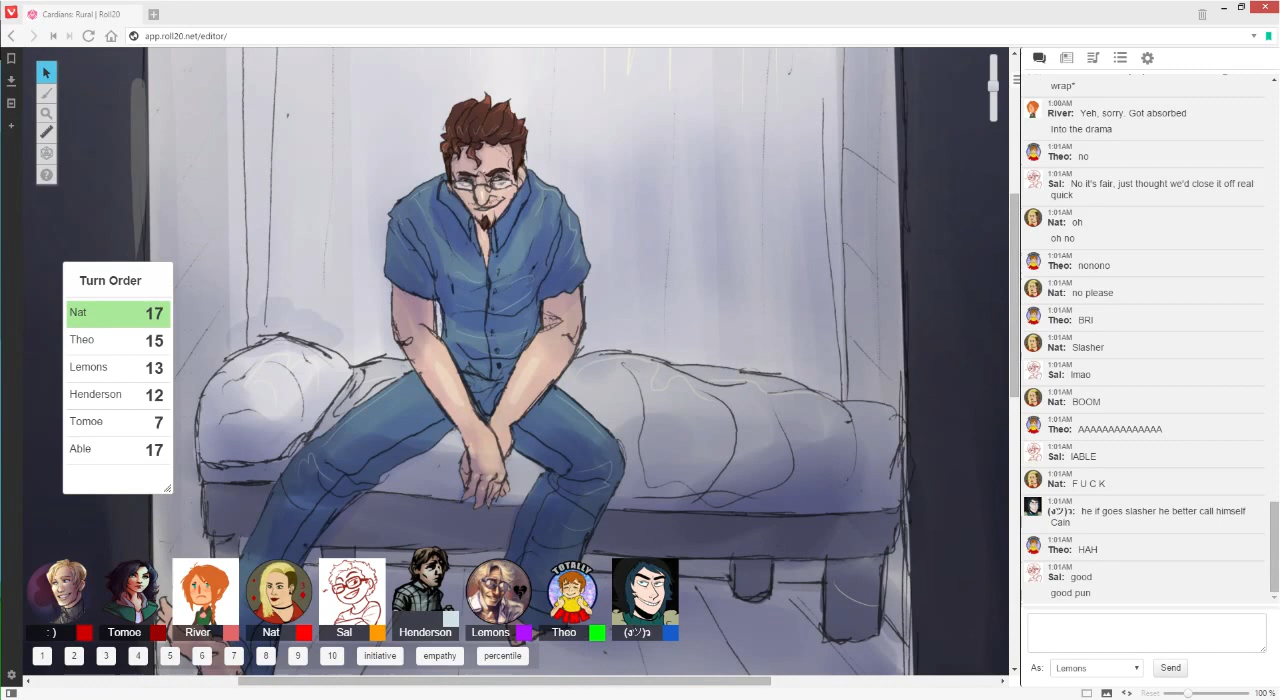 Cardians: Rural | Roll20
app.roll20.net/editor/
Turn Order
Nat 17
Theo 15
Lemons 13
Henderson 12
Tomoe 7
Able 17
TOTALLY
: )
Tomoe
River
Nat
Sal
Henderson
Lemons
Theo
1
2
3
4
5
6
7
8
9
10
initiative
empathy
percentile
wrap*
1:00AM
River: Yeh, sorry. Got absorbed
Into the drama
1:01AM
Theo: no
1:01AM
Sal: No it's fair, just thought we'd close it off real
quick
1:01AM
Nat: oh
oh no
1:01AM
Theo: nonono
1:01AM
Nat: no please
1:01AM
Theo: BRI
1:01AM
Nat: Slasher
1:01AM
Sal: lmao
1:01AM
Nat: BOOM
1:01AM
Theo: AAAAAAAAAAAAAA
1:01AM
Sal: IABLE
1:01AM
Nat: F U C K
1:01AM
he if goes slasher he better call himself
Cain
1:01AM
Theo: HAH
1:01AM
Sal: good
good pun
As: Lemons
Send
Reset
100 %